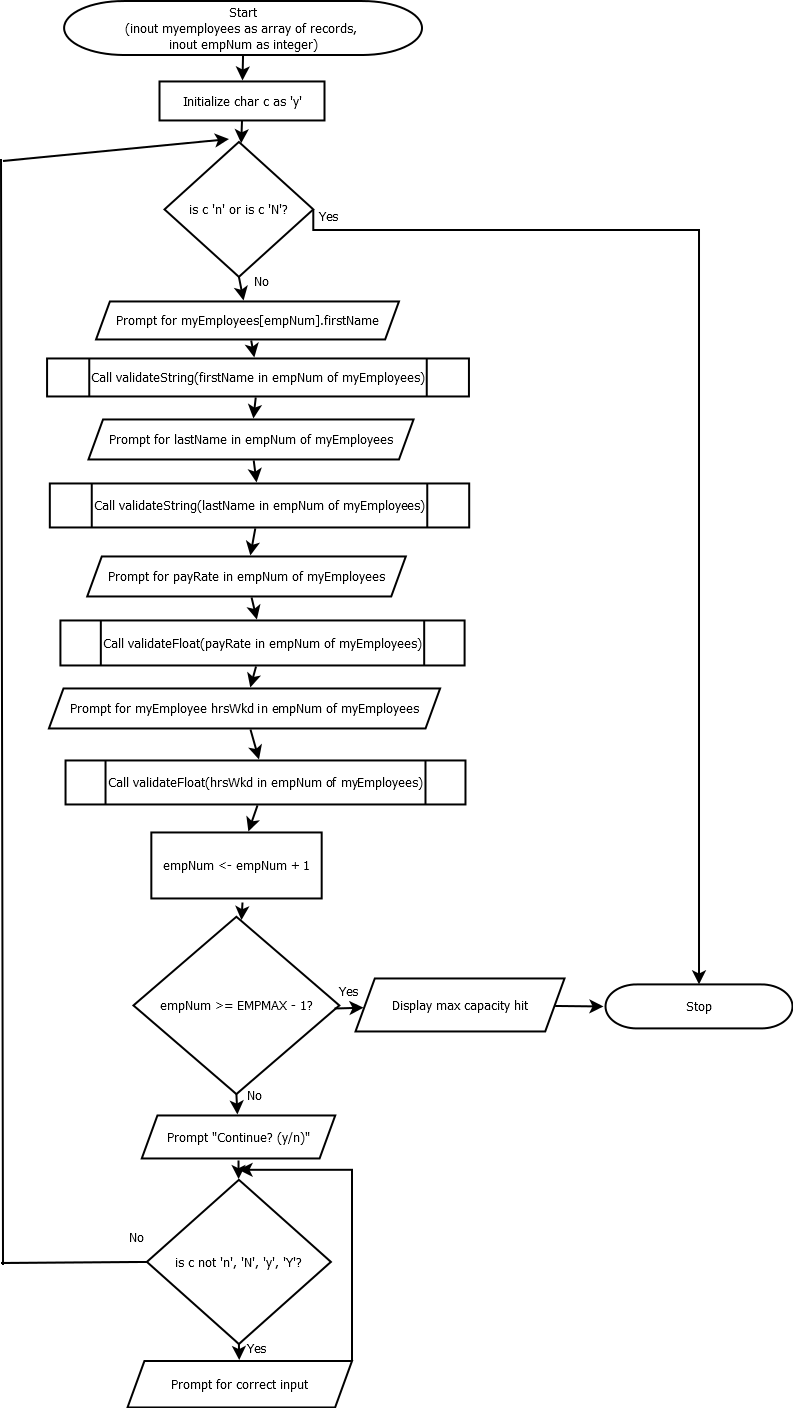 Start
(inout myemployees as array of records,
inout empNum as integer)
Initialize char c as 'y'
is c 'n' or is c 'N'?
Yes
No
Prompt for myEmployees[empNum].firstName
Call validateString(firstName in empNum of myEmployees)
Prompt for lastName in empNum of myEmployees
Call validateString(lastName in empNum of myEmployees)
Prompt for payRate in empNum of myEmployees
Call validateFloat(payRate in empNum of myEmployees)
Prompt for myEmployee hrsWkd in empNum of myEmployees
Call validateFloat(hrsWkd in empNum of myEmployees)
empNum <- empNum + 1
empNum >= EMPMAX - 1?
Yes
Display max capacity hit
Stop
No
Prompt "Continue? (y/n)"
No
is c not 'n', 'N', 'y', 'Y'?
Yes
Prompt for correct input